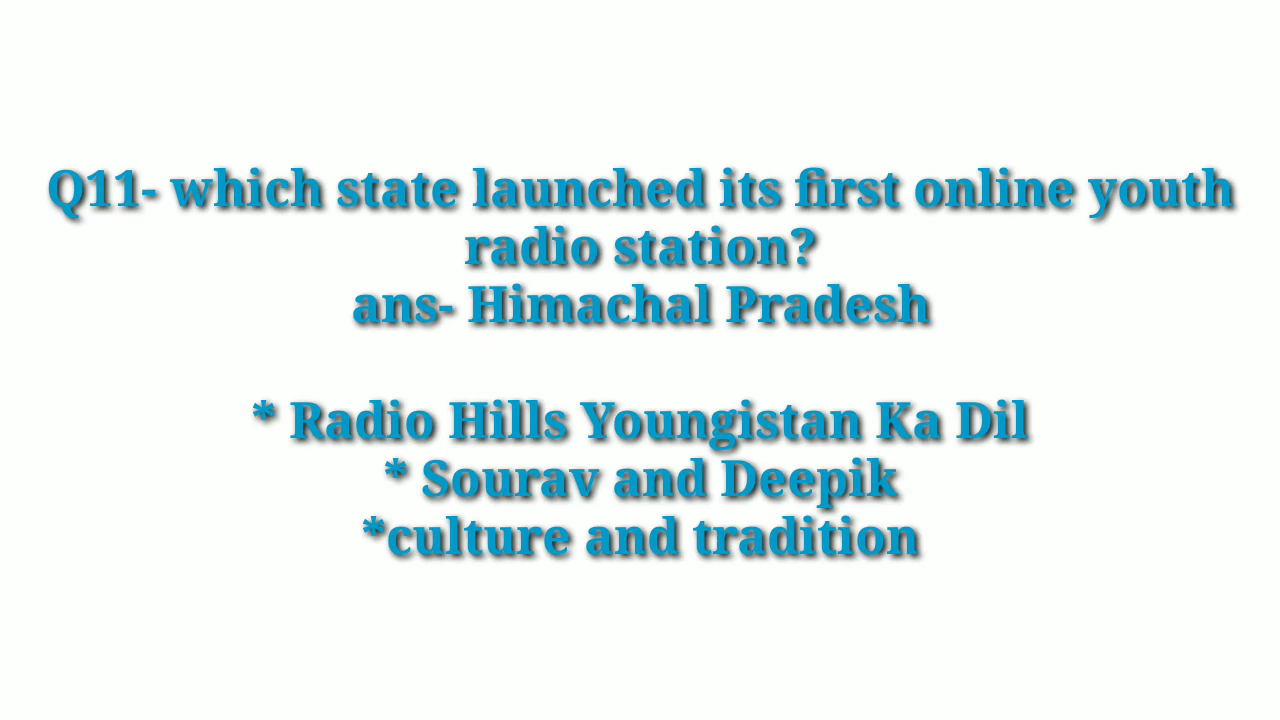 Q11- which state launched its first online youth
radio station?
ans- Himachal Pradesh
* Radio Hills Youngistan Ka Dil
* Sourav and Deepik
*culture and tradition